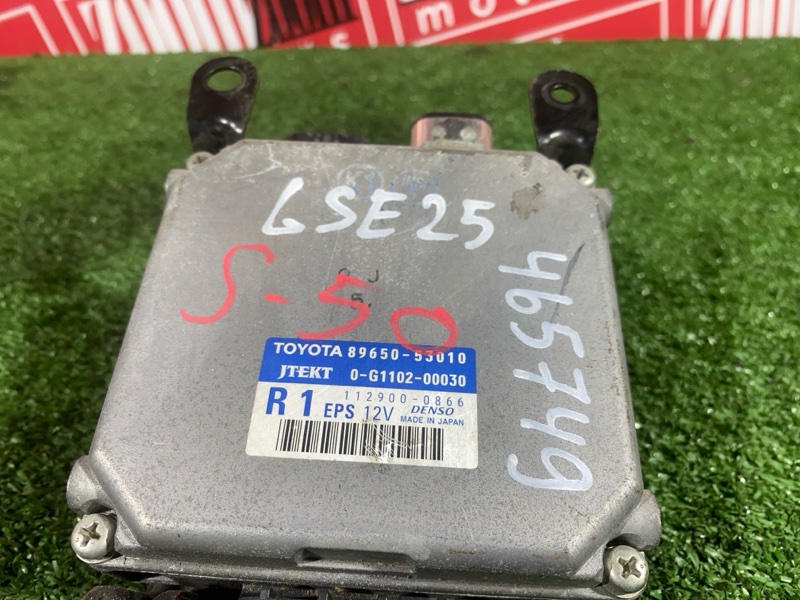 GSE25
S-50
465749
TOYOTA 89650-53010
JTEKT 0-G1102-00030
112900-0866
R1 EPS 12V DENSO
MADE IN JAPAN